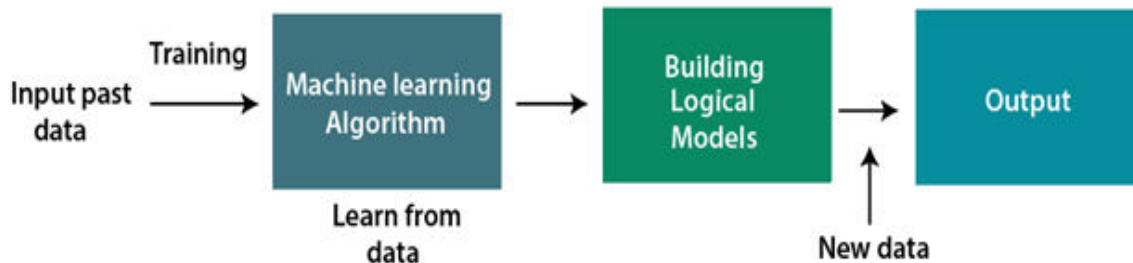 Training
Input past
data
Machine learning
Algorithm
Learn from
data
Building
Logical
Models
New data
Output